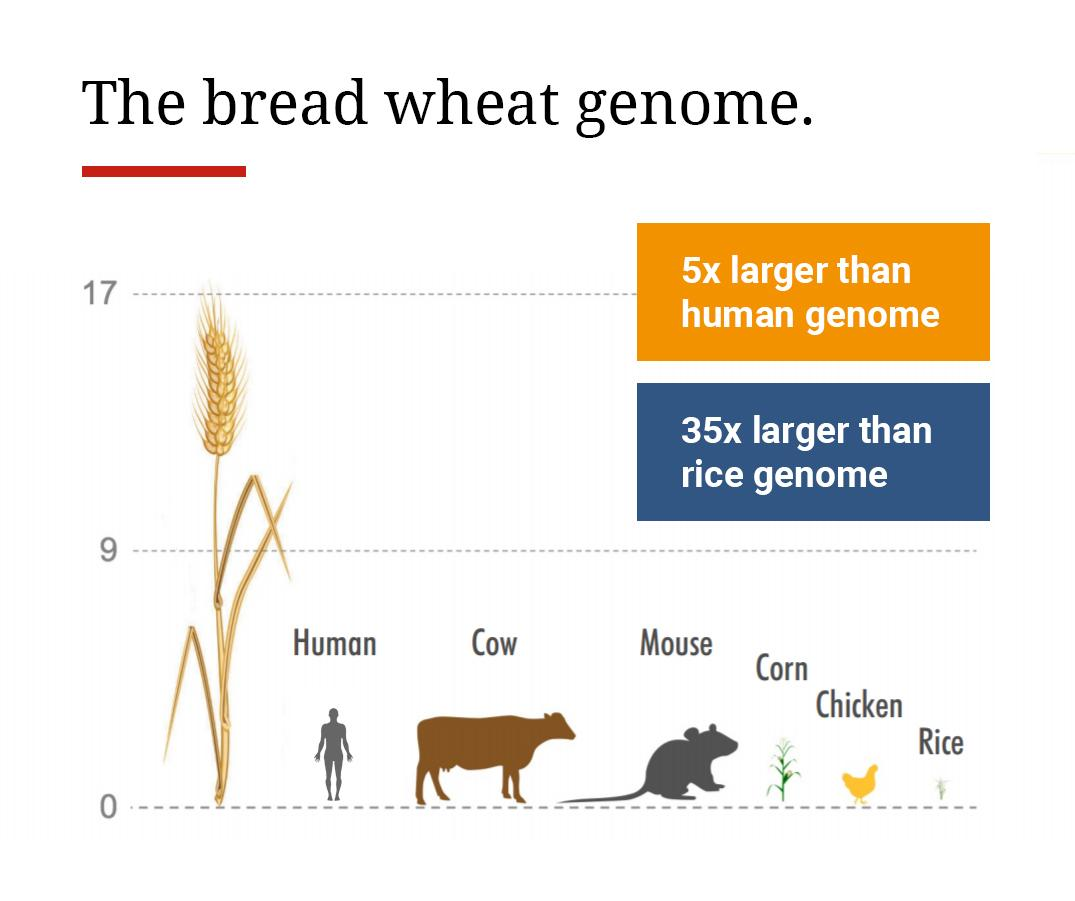 The bread wheat genome.
5x larger than
human genome
17
35x larger than
rice genome
9
Human
Cow
Mouse
Corn
Chicken
Rice
0